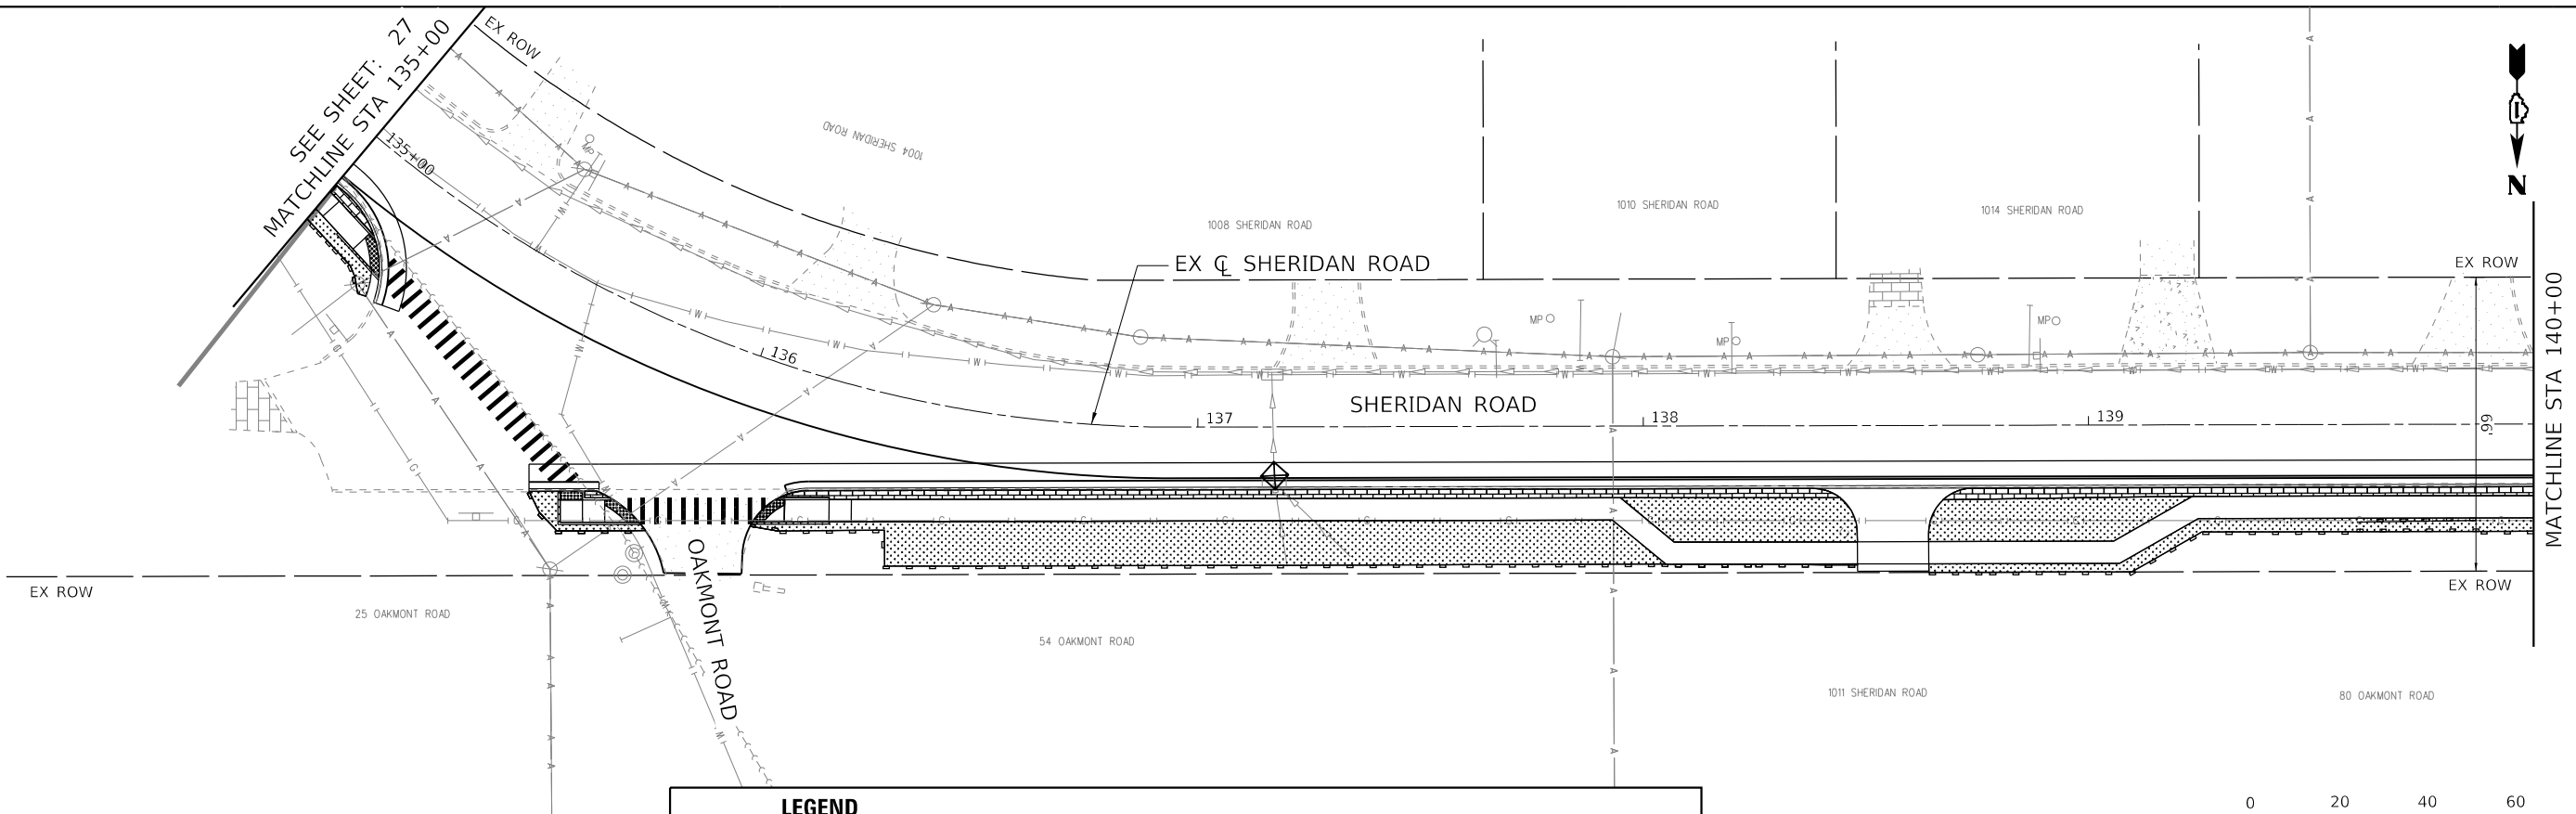 SEE SHEET: 27
MATCHLINE STA 135+00
EX ROW
135+00
MP
1004 SHERIDAN ROAD
1008 SHERIDAN ROAD
1010 SHERIDAN ROAD
1014 SHERIDAN ROAD
N
EX ℄ SHERIDAN ROAD
EX ROW
MP
MP
MP
136
SHERIDAN ROAD
137
138
139
66'
MATCHLINE STA 140+00
OAKMONT ROAD
EX ROW
EX ROW
25 OAKMONT ROAD
54 OAKMONT ROAD
1011 SHERIDAN ROAD
80 OAKMONT ROAD
LEGEND
0 20 40 60